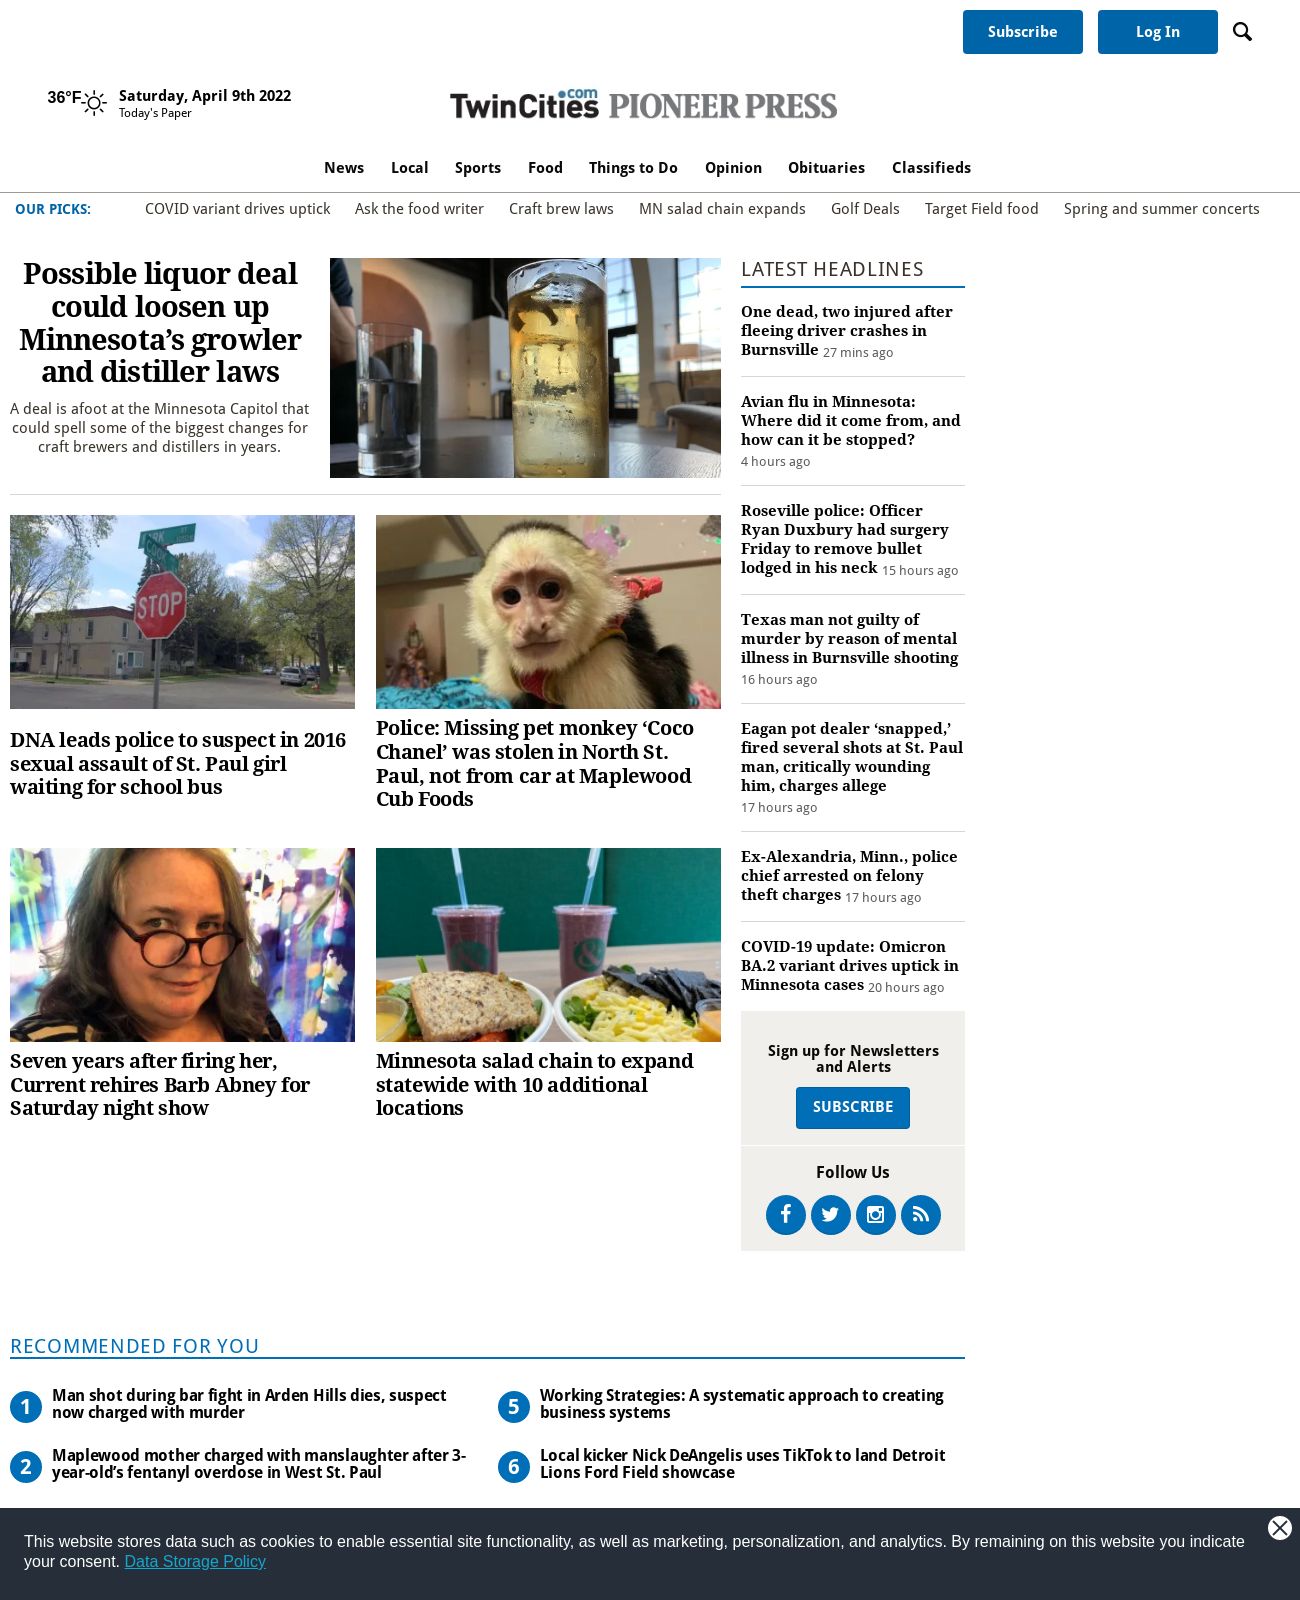 Subscribe
Log In
36°F
Saturday, April 9th 2022
Today's Paper
TwinCities.com PIONEER PRESS
News Local Sports Food Things to Do Opinion Obituaries Classifieds
OUR PICKS: COVID variant drives uptick Ask the food writer Craft brew laws MN salad chain expands Golf Deals Target Field food Spring and summer concerts
Possible liquor deal
could loosen up
Minnesota’s growler
and distiller laws
A deal is afoot at the Minnesota Capitol that
could spell some of the biggest changes for
craft brewers and distillers in years.
STOP
DNA leads police to suspect in 2016
sexual assault of St. Paul girl
waiting for school bus
Police: Missing pet monkey ‘Coco
Chanel’ was stolen in North St.
Paul, not from car at Maplewood
Cub Foods
Seven years after firing her,
Current rehires Barb Abney for
Saturday night show
&
&
Minnesota salad chain to expand
statewide with 10 additional
locations
LATEST HEADLINES
One dead, two injured after
fleeing driver crashes in
Burnsville 27 mins ago
Avian flu in Minnesota:
Where did it come from, and
how can it be stopped?
4 hours ago
Roseville police: Officer
Ryan Duxbury had surgery
Friday to remove bullet
lodged in his neck 15 hours ago
Texas man not guilty of
murder by reason of mental
illness in Burnsville shooting
16 hours ago
Eagan pot dealer ‘snapped,’
fired several shots at St. Paul
man, critically wounding
him, charges allege
17 hours ago
Ex-Alexandria, Minn., police
chief arrested on felony
theft charges 17 hours ago
COVID-19 update: Omicron
BA.2 variant drives uptick in
Minnesota cases 20 hours ago
Sign up for Newsletters
and Alerts
SUBSCRIBE
Follow Us
RECOMMENDED FOR YOU
1 Man shot during bar fight in Arden Hills dies, suspect
now charged with murder
2 Maplewood mother charged with manslaughter after 3-
year-old’s fentanyl overdose in West St. Paul
5 Working Strategies: A systematic approach to creating
business systems
6 Local kicker Nick DeAngelis uses TikTok to land Detroit
Lions Ford Field showcase
This website stores data such as cookies to enable essential site functionality, as well as marketing, personalization, and analytics. By remaining on this website you indicate
your consent. Data Storage Policy